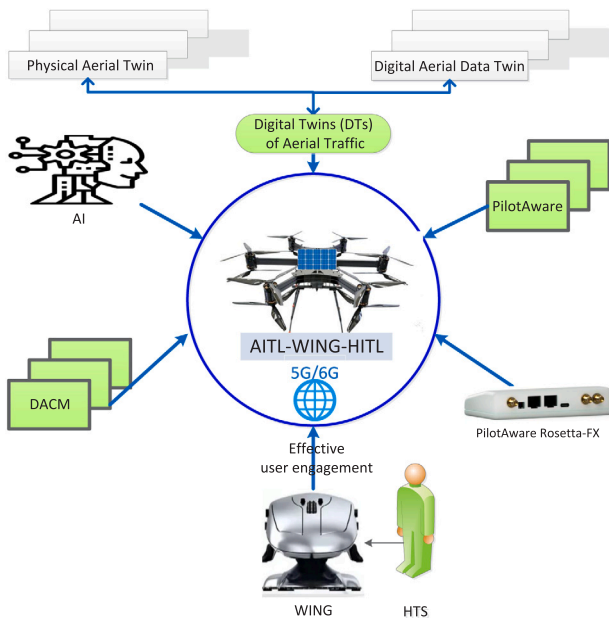 Physical Aerial Twin
Digital Aerial Data Twin
Digital Twins (DTs)
of Aerial Traffic
AI
PilotAware
AITL-WING-HITL
5G/6G
DACM
PilotAware Rosetta-FX
Effective
user engagement
WING
HTS